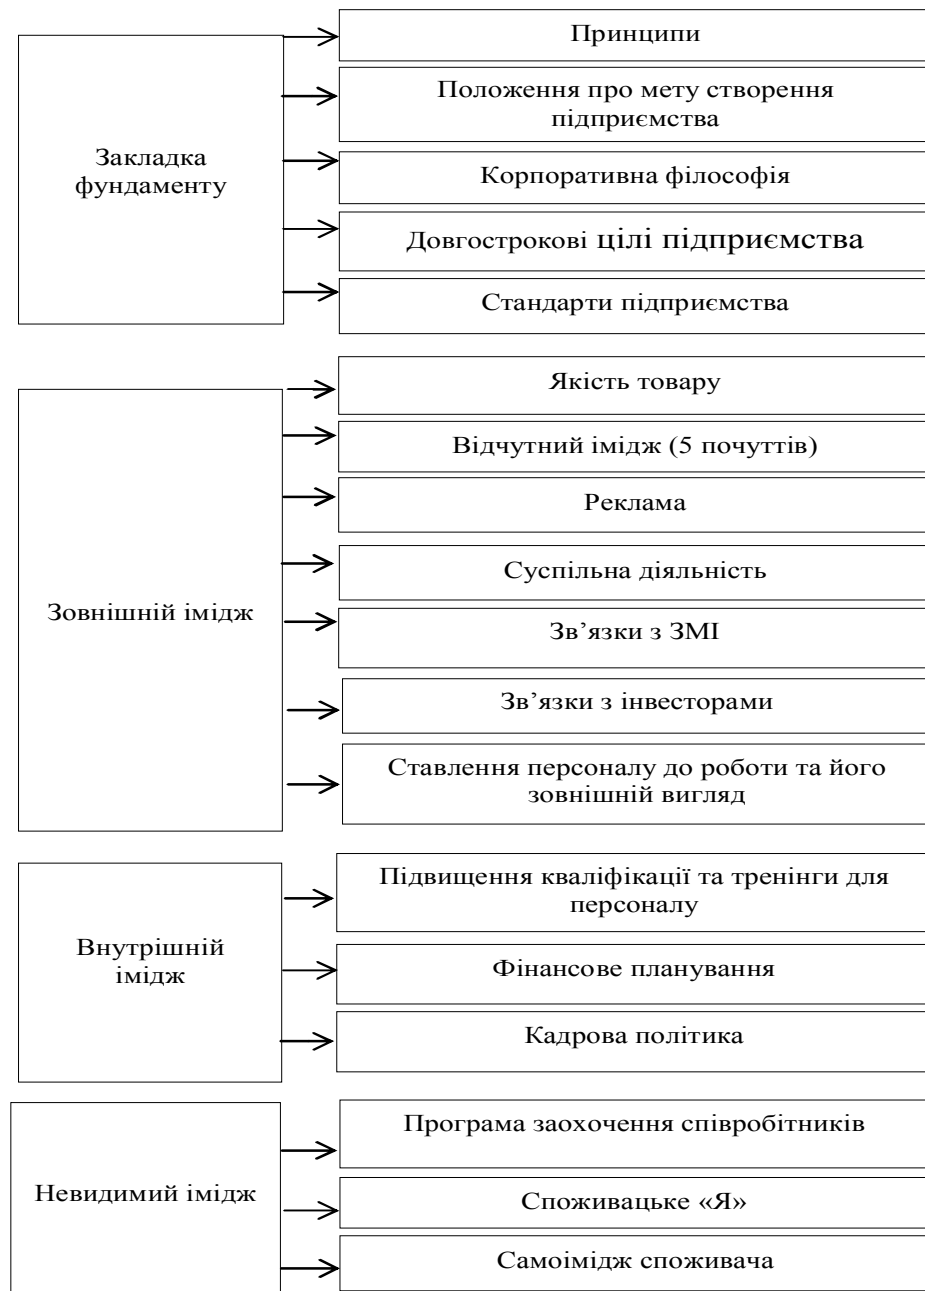 Закладка
фундаменту
Принципи
Положення про мету створення
підприємства
Корпоративна філософія
Довгострокові цілі підприємства
Стандарти підприємства
Зовнішній імідж
Якість товару
Відчутний імідж (5 почуттів)
Реклама
Суспільна діяльність
Зв’язки з ЗМІ
Зв’язки з інвесторами
Ставлення персоналу до роботи та його
зовнішній вигляд
Внутрішній
імідж
Підвищення кваліфікації та тренінги для
персоналу
Фінансове планування
Кадрова політика
Невидимий імідж
Програма заохочення співробітників
Споживацьке «Я»
Самоімідж споживача